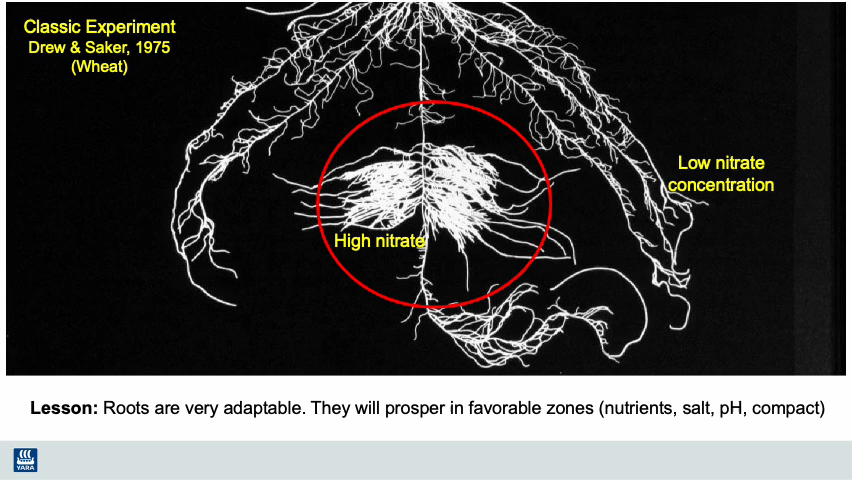 Classic Experiment
Drew & Saker, 1975
(Wheat)
Low nitrate
concentration
High nitrate
Lesson: Roots are very adaptable. They will prosper in favorable zones (nutrients, salt, pH, compact)
YARA